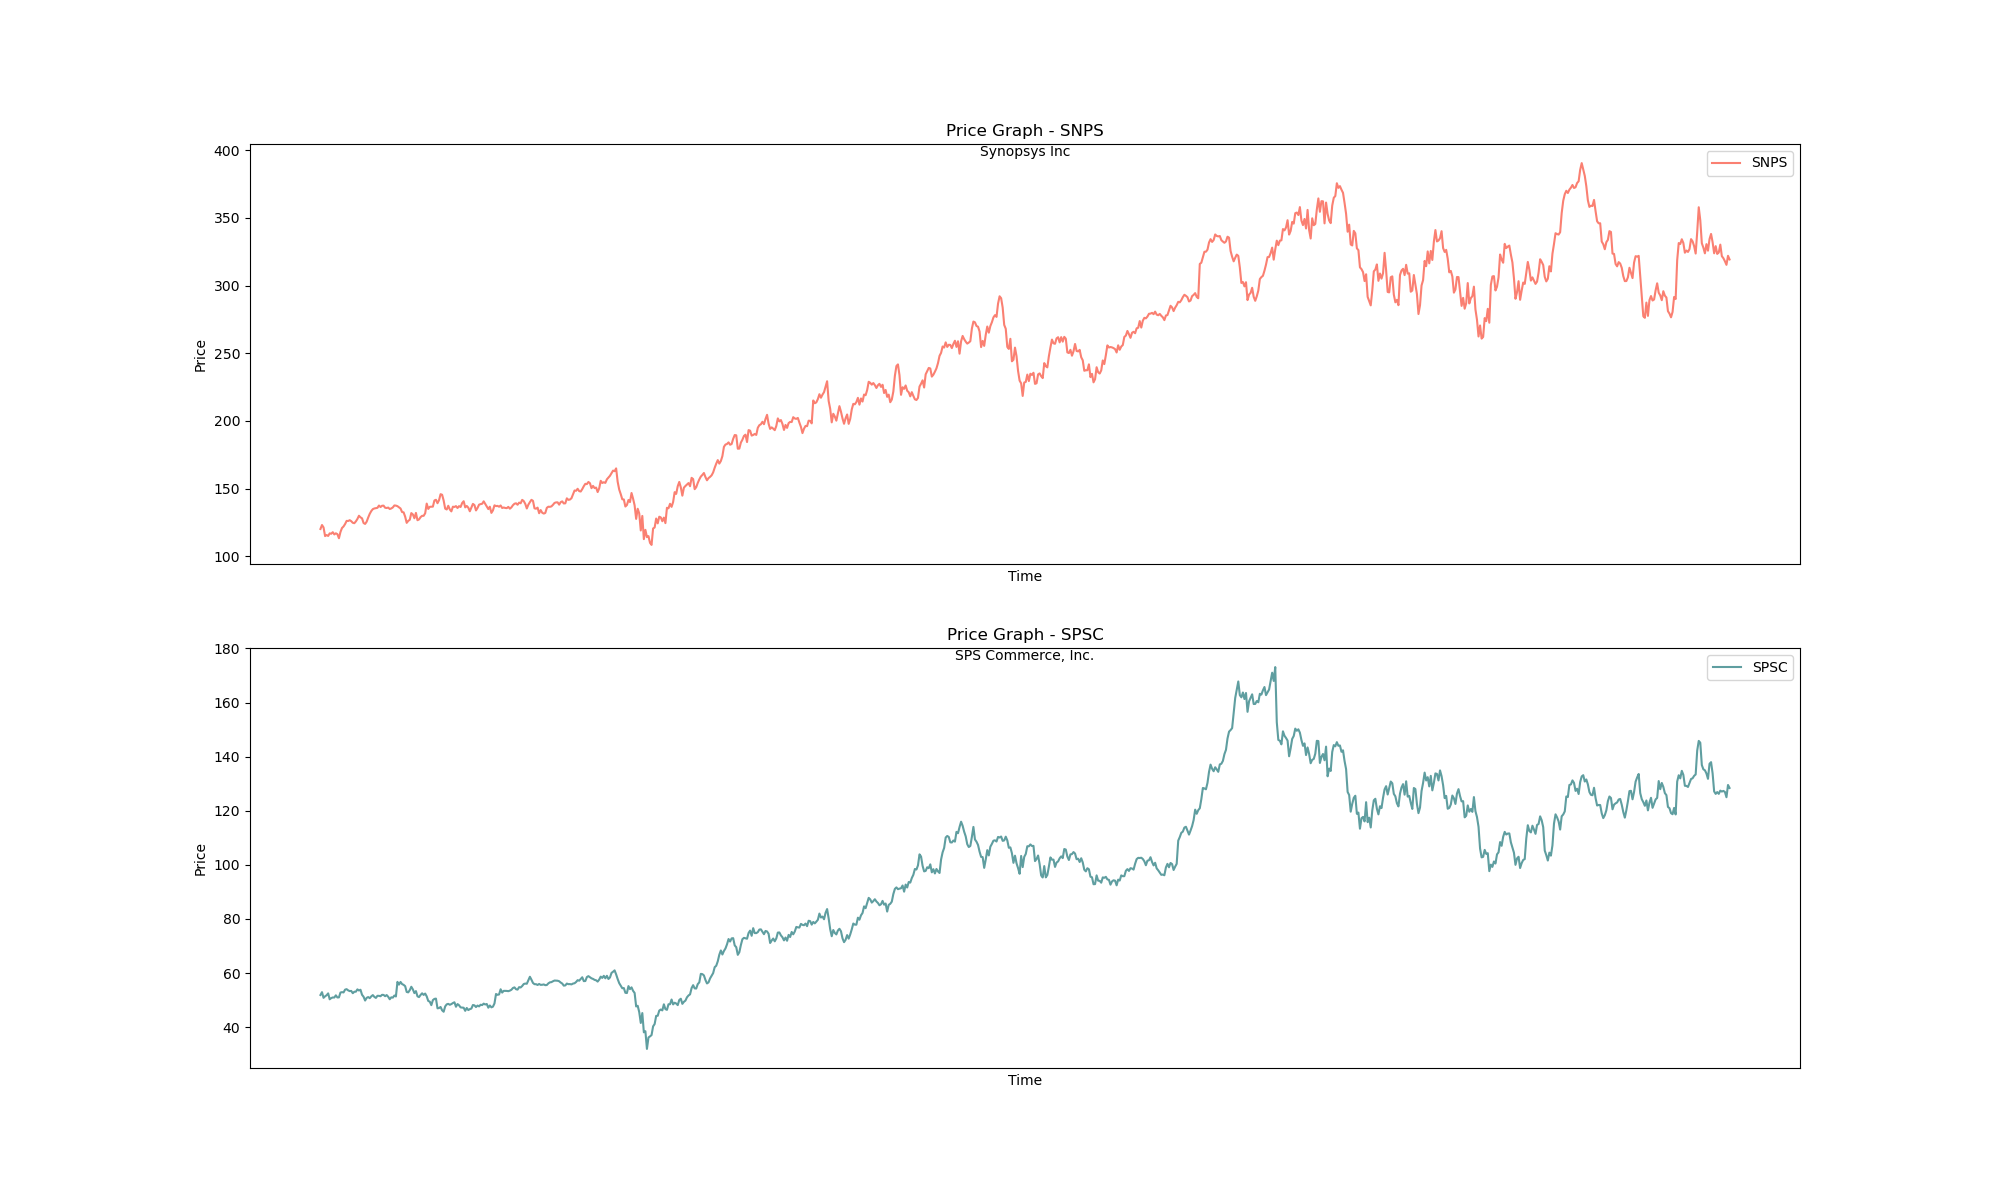 Price Graph - SNPS
Synopsys Inc
SNPS
400
350
300
250
200
150
100
Price
Time
Price Graph - SPSC
SPS Commerce, Inc.
SPSC
180
160
140
120
100
80
60
40
Price
Time